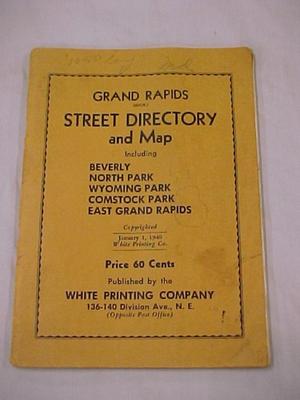 GRAND RAPIDS
(MICH.)
STREET DIRECTORY
and Map
Including
BEVERLY
NORTH PARK
WYOMING PARK
COMSTOCK PARK
EAST GRAND RAPIDS
Copyrighted
January 1, 1940
White Printing Co.
Price 60 Cents
Published by the
WHITE PRINTING COMPANY
136-140 Division Ave., N. E.
(Opposite Post Office)